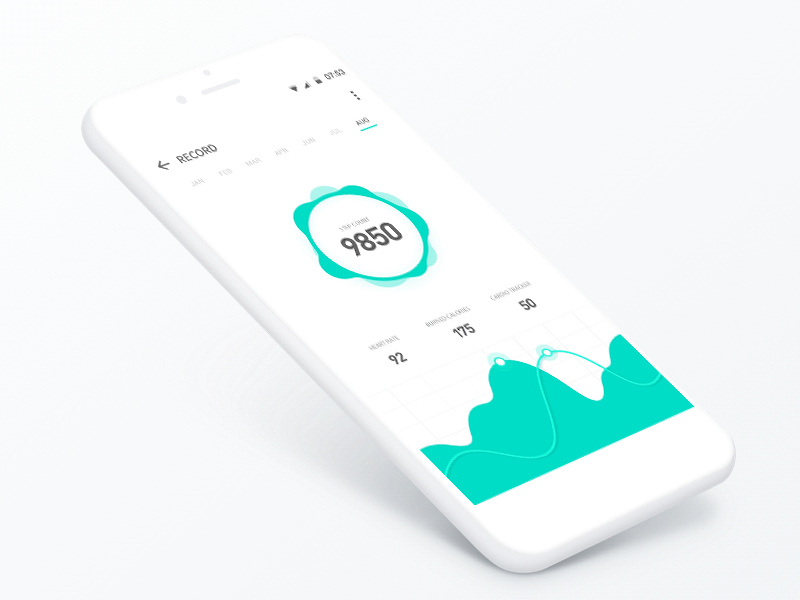 07:53
RECORD
JAN FEB MAR APR JUN JUL AUG
STEP COUNT
9850
HEART RATE BURNED CALORIES CARDIO TRACKER
92 175 50